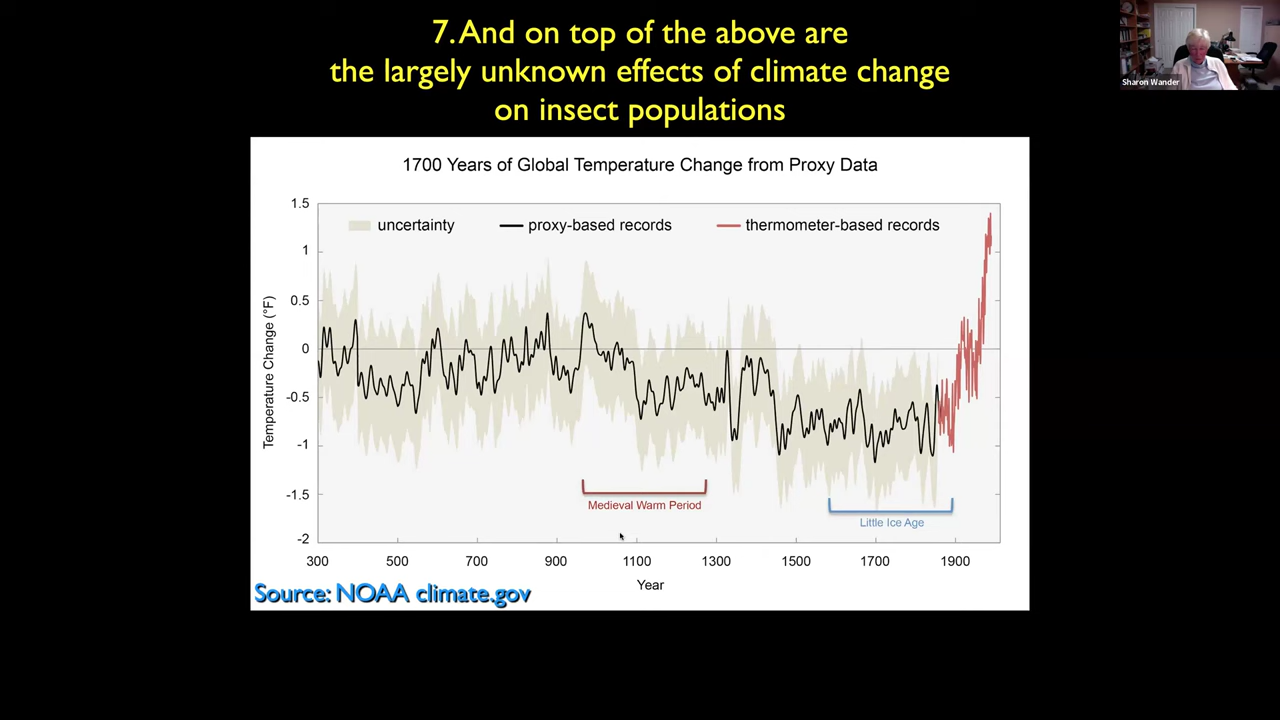 7. And on top of the above are
the largely unknown effects of climate change
on insect populations
Sharon Wander
1700 Years of Global Temperature Change from Proxy Data
uncertainty
proxy-based records
thermometer-based records
Temperature Change (°F)
1.5
1
0.5
0
-0.5
-1
-1.5
-2
Medieval Warm Period
Little Ice Age
300 500 700 900 1100 1300 1500 1700 1900
Year
Source: NOAA climate.gov